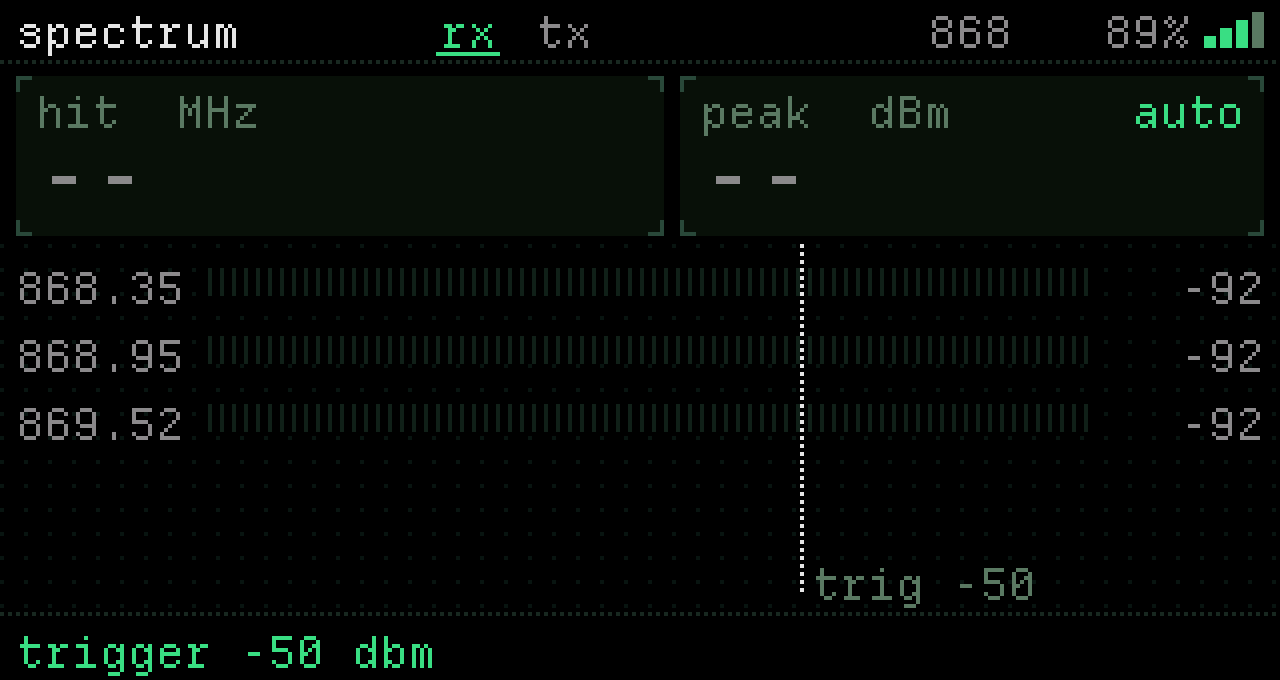 spectrum rx tx 868 89%
hit MHz peak dBm auto
-- --
868.35 -92
868.95 -92
869.52 -92
trig -50
trigger -50 dbm